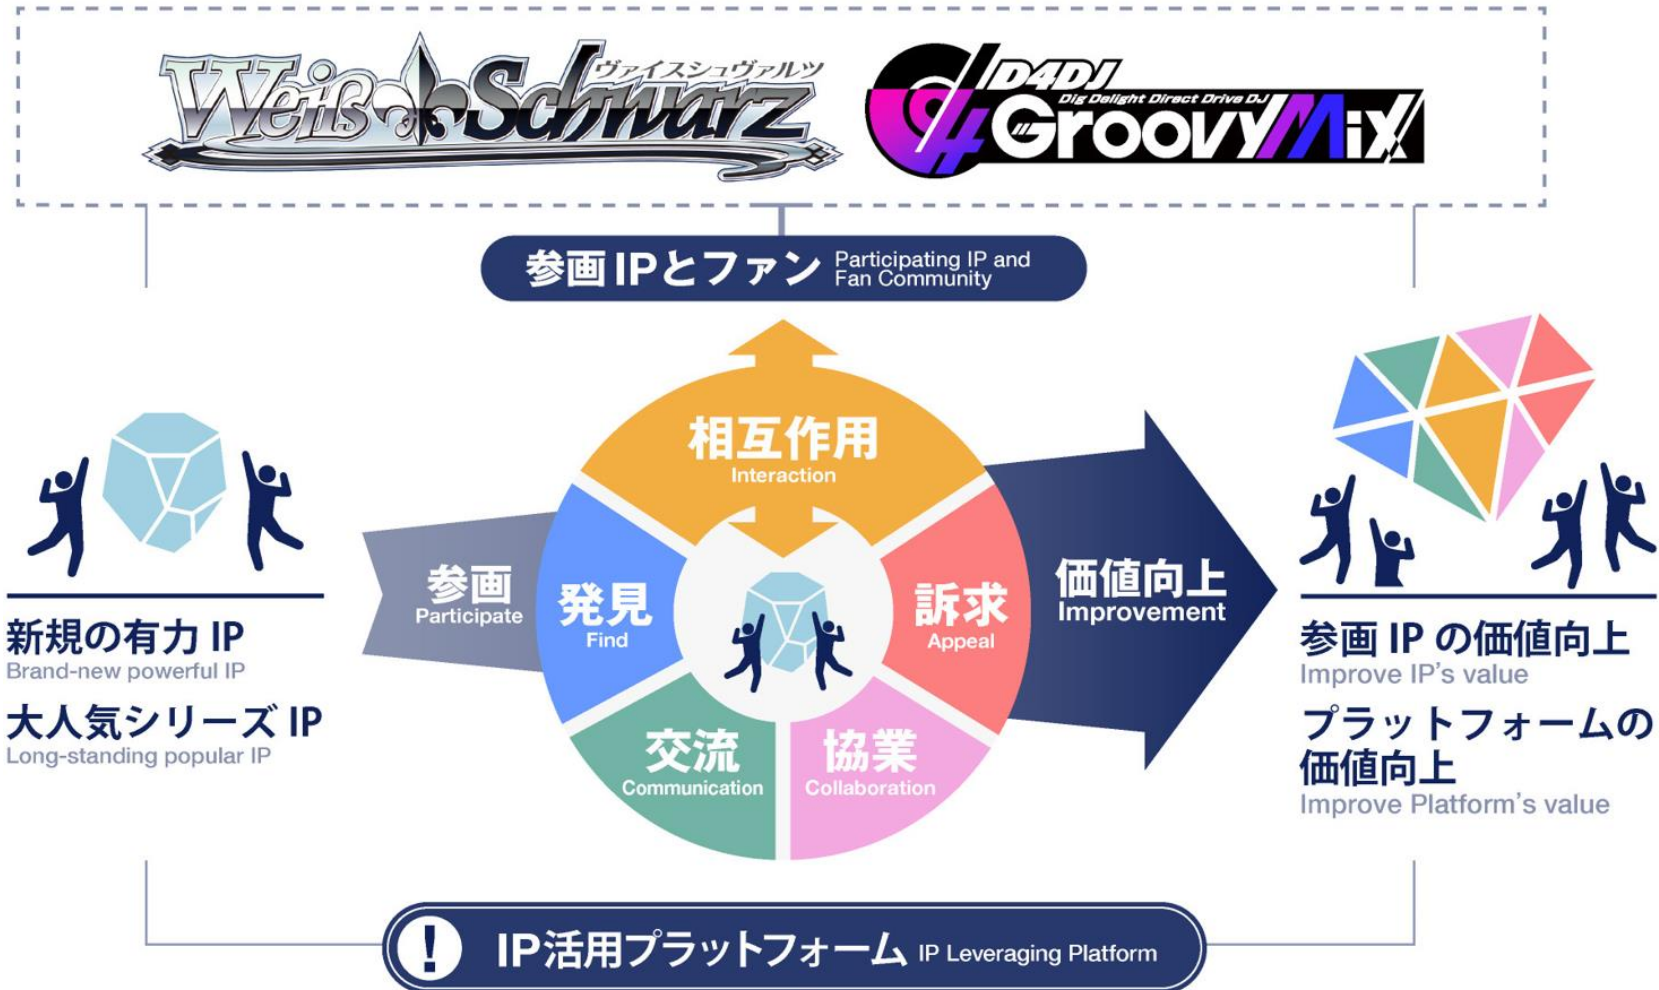 Weiß Schwarz
ヴァイスシュヴァルツ
D4DJ
Dig Delight Direct Drive DJ
Groovy Mix
参画 IPとファン
Participating IP and
Fan Community
相互作用
Interaction
参画
Participate
発見
Find
訴求
Appeal
価値向上
Improvement
交流
Communication
協業
Collaboration
新規の有力 IP
Brand-new powerful IP
大人気シリーズ IP
Long-standing popular IP
参画 IP の価値向上
Improve IP's value
プラットフォームの
価値向上
Improve Platform's value
! IP活用プラットフォーム IP Leveraging Platform